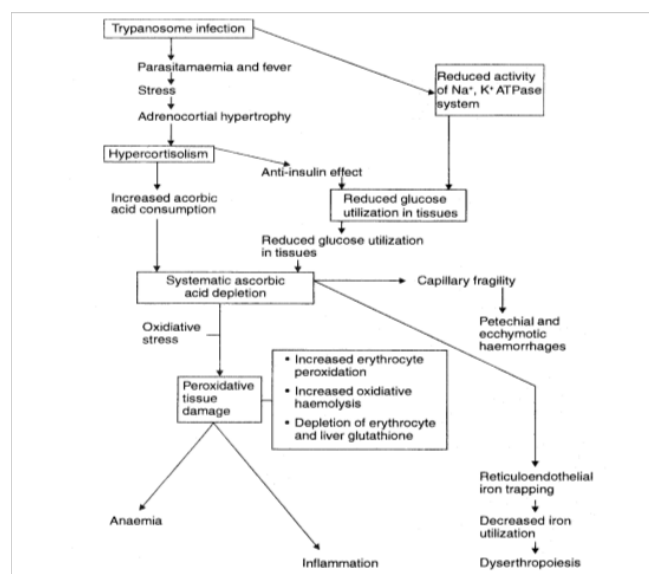 Trypanosome infection
Parasitamaemia and fever
Stress
Adrenocortial hypertrophy
Reduced activity
of Na⁺, K⁺ ATPase
system
Hypercortisolism
Anti-insulin effect
Increased acorbic
acid consumption
Reduced glucose
utilization in tissues
Reduced glucose utilization
in tissues
Systematic ascorbic
acid depletion
Capillary fragility
Petechial and
ecchymotic
haemorrhages
Oxidiative
stress
Peroxidative
tissue
damage
• Increased erythrocyte
peroxidation
• Increased oxidiative
haemolysis
• Depletion of erythrocyte
and liver glutathione
Reticuloendothelial
iron trapping
Decreased iron
utilization
Dyserthropoiesis
Anaemia
Inflammation